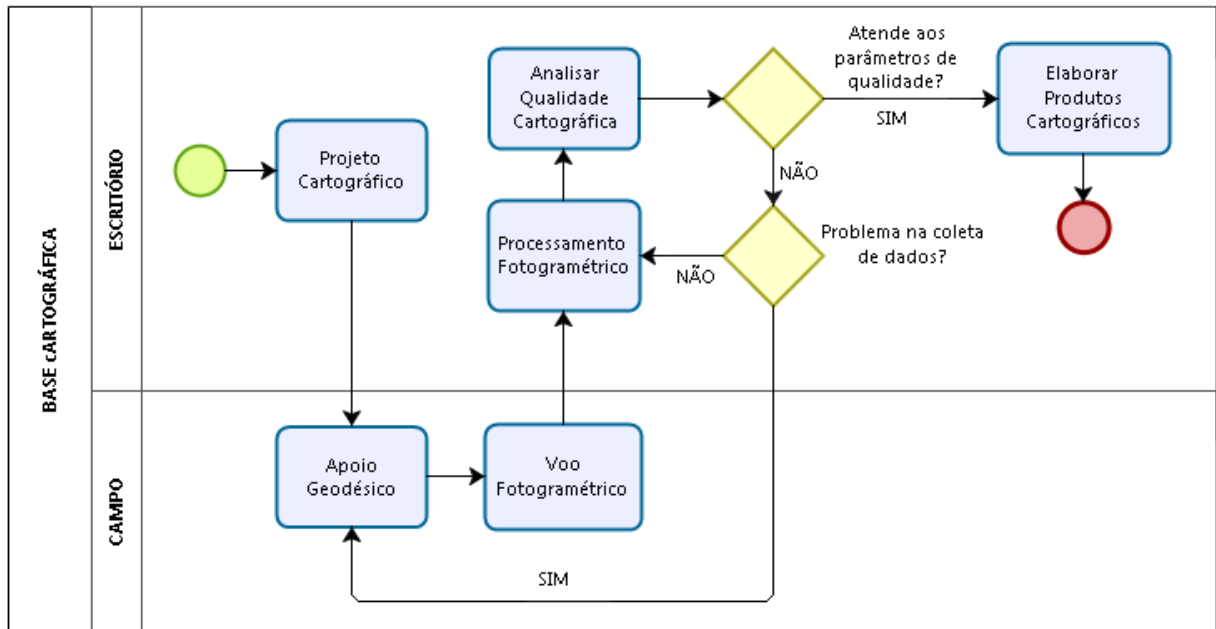 BASE cARTOGRÁFICA
ESCRITÓRIO
Projeto
Cartográfico
Analisar
Qualidade
Cartográfica
Atende aos
parâmetros de
qualidade?
SIM
Elaborar
Produtos
Cartográficos
NÃO
Processamento
Fotogramétrico
NÃO
Problema na coleta
de dados?
CAMPO
Apoio
Geodésico
Voo
Fotogramétrico
SIM